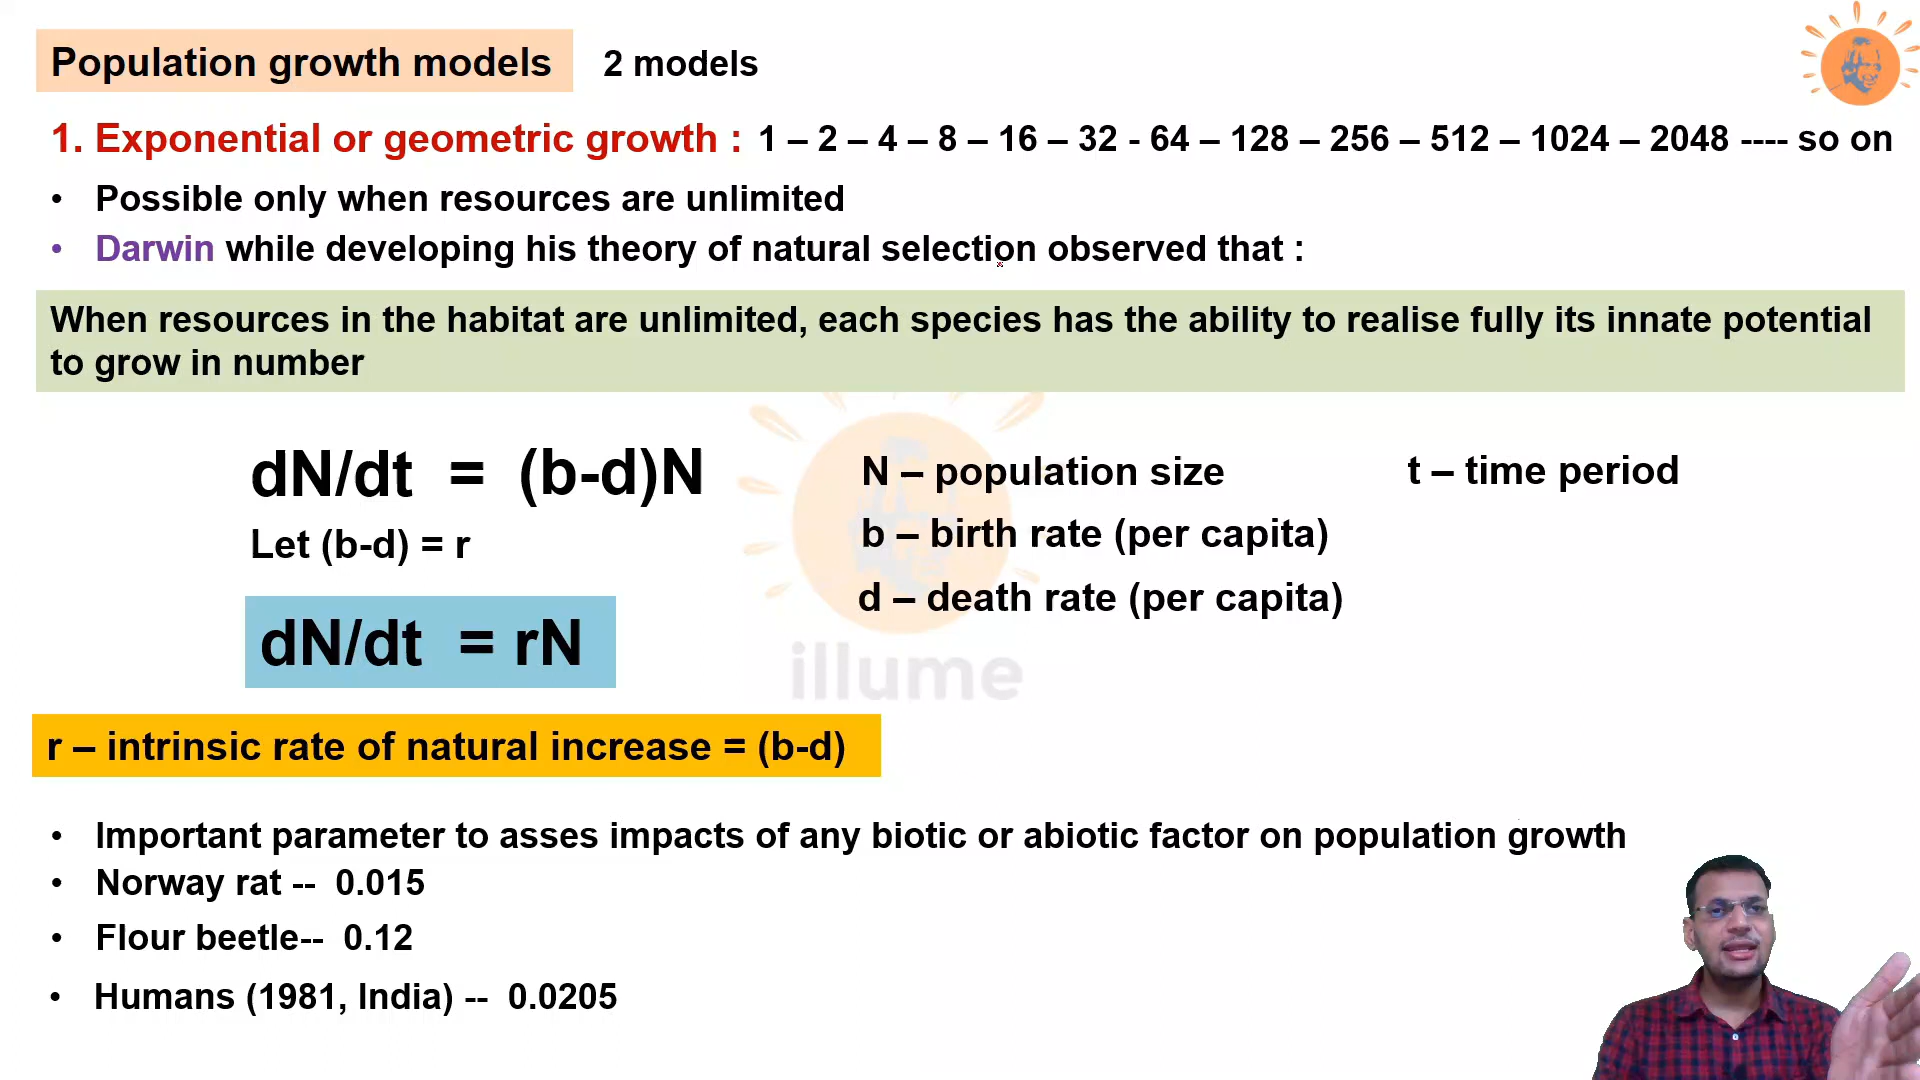 Population growth models 2 models
1. Exponential or geometric growth : 1 – 2 – 4 – 8 – 16 – 32 - 64 – 128 – 256 – 512 – 1024 – 2048 ---- so on
• Possible only when resources are unlimited
• Darwin while developing his theory of natural selection observed that :
When resources in the habitat are unlimited, each species has the ability to realise fully its innate potential
to grow in number
dN/dt = (b-d)N
N – population size
t – time period
Let (b-d) = r
b – birth rate (per capita)
d – death rate (per capita)
dN/dt = rN
illume
r – intrinsic rate of natural increase = (b-d)
• Important parameter to asses impacts of any biotic or abiotic factor on population growth
• Norway rat -- 0.015
• Flour beetle-- 0.12
• Humans (1981, India) -- 0.0205